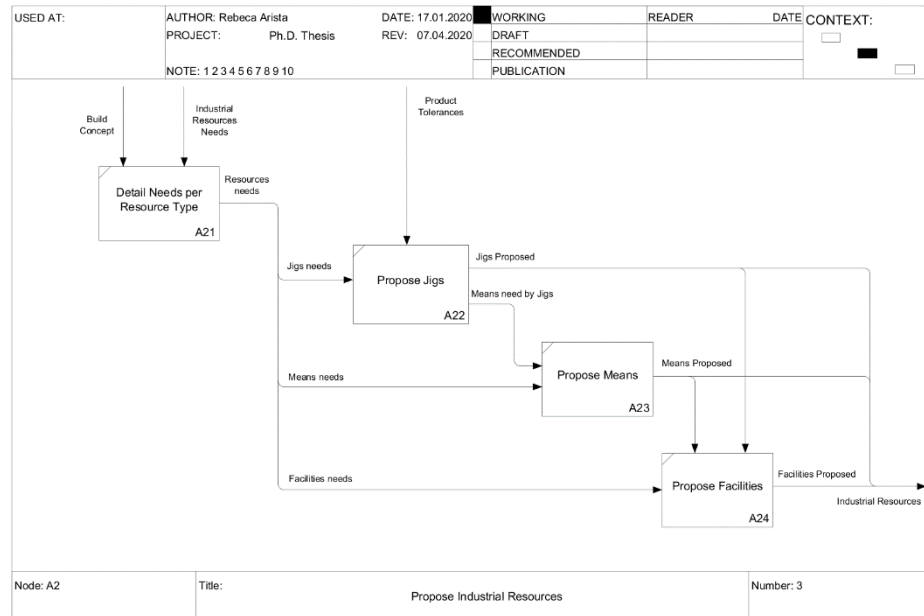 USED AT:
AUTHOR: Rebeca Arista
DATE: 17.01.2020
WORKING
READER
DATE
CONTEXT:
PROJECT: Ph.D. Thesis
REV: 07.04.2020
DRAFT
RECOMMENDED
NOTE: 1 2 3 4 5 6 7 8 9 10
PUBLICATION
Build
Concept
Industrial
Resources
Needs
Product
Tolerances
Detail Needs per
Resource Type
A21
Resources
needs
Jigs needs
Propose Jigs
A22
Jigs Proposed
Means need by Jigs
Means needs
Propose Means
A23
Means Proposed
Facilities needs
Propose Facilities
A24
Facilities Proposed
Industrial Resources
Node: A2
Title:
Propose Industrial Resources
Number: 3